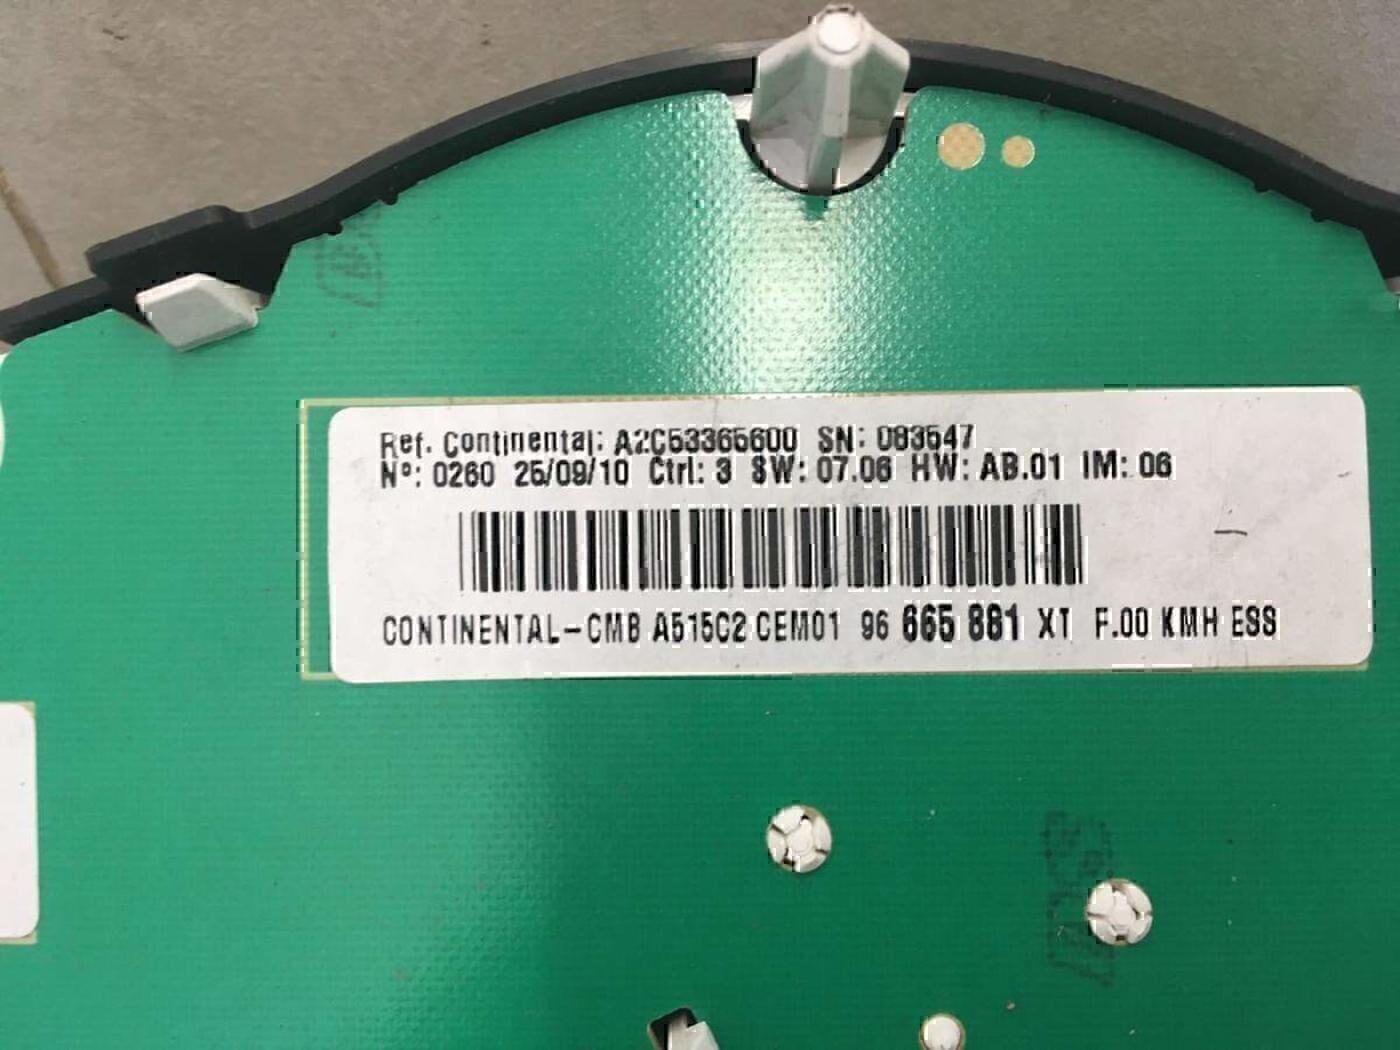 Ref. Continental: A2C53365600 SN: 083547
Nº: 0260 25/09/10 Ctrl: 3 SW: 07.06 HW: AB.01 IM: 06
CONTINENTAL-CMB A515C2 CEM01 96 665 881 XT F.00 KMH ESS